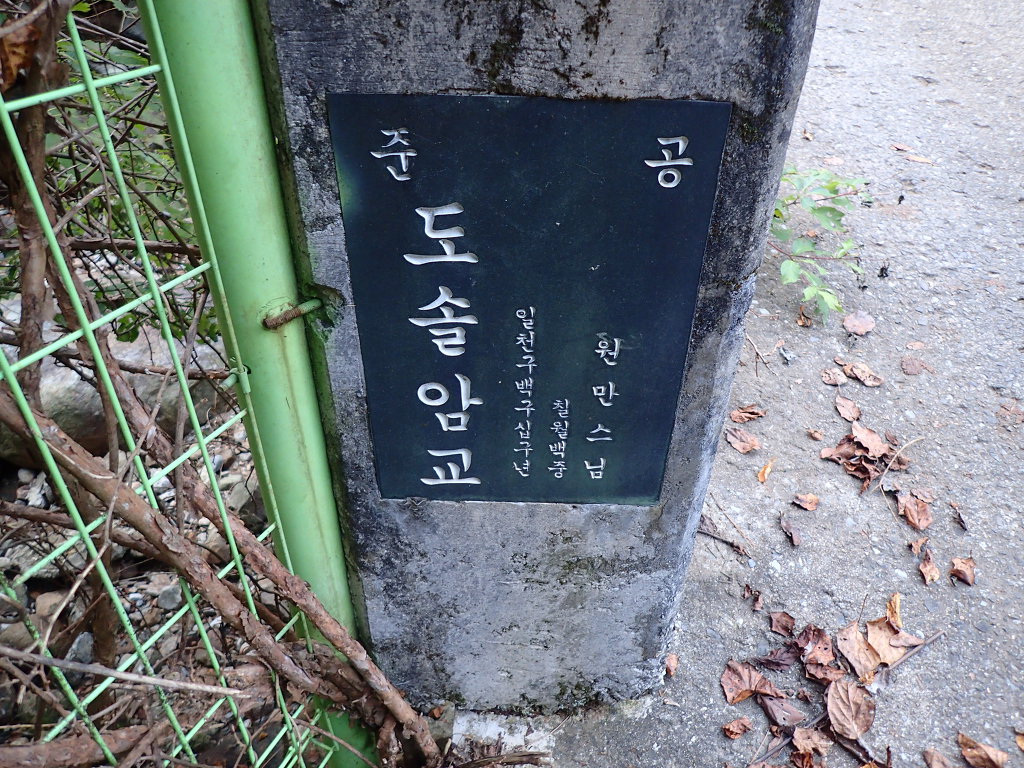 준 공
도솔암교
일천구백구십구년
칠월백중
원만스님